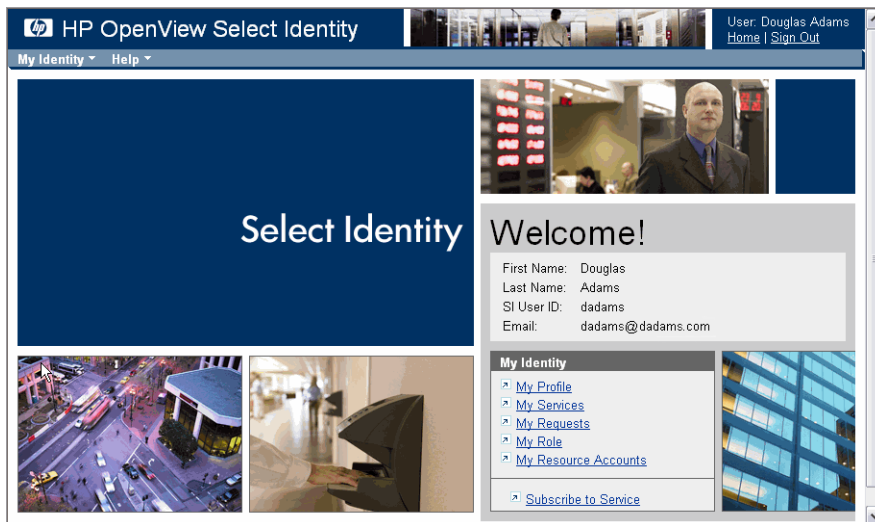 hp HP OpenView Select Identity
User: Douglas Adams
Home | Sign Out
My Identity Help
Select Identity
Welcome!
First Name: Douglas
Last Name: Adams
SI User ID: dadams
Email: dadams@dadams.com
My Identity
My Profile
My Services
My Requests
My Role
My Resource Accounts
Subscribe to Service